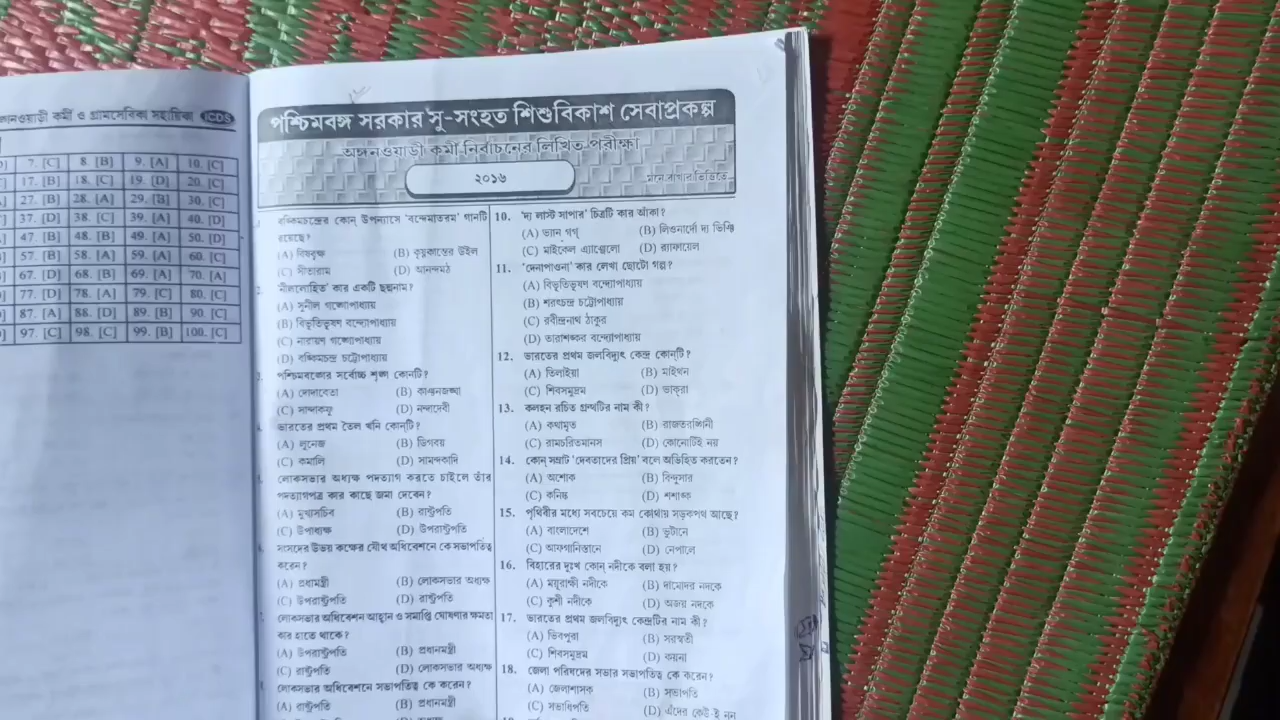 কর্মী ও গ্রামসেবিকা সহায়িকা ICDS
7. [C] 8. [B] 9. [A] 10. [C]
17. [B] 18. [C] 19. [D] 20. [C]
27. [B] 28. [A] 29. [B] 30. [C]
37. [D] 38. [C] 39. [A] 40. [D]
47. [B] 48. [B] 49. [A] 50. [D]
57. [B] 58. [A] 59. [A] 60. [C]
67. [D] 68. [B] 69. [A] 70. [A]
77. [D] 78. [A] 79. [C] 80. [C]
87. [A] 88. [D] 89. [B] 90. [C]
97. [C] 98. [C] 99. [B] 100. [C]
পশ্চিমবঙ্গ সরকার সু-সংহত শিশুবিকাশ সেবাপ্রকল্প
অঙ্গনওয়াড়ী কর্মী নির্বাচনের লিখিত পরীক্ষা
২০১৬
মনে রাখার ভিত্তিতে
বঙ্কিমচন্দ্রের কোন্ উপন্যাসে 'বন্দেমাতরম' গানটি
রয়েছে?
(A) বিষবৃক্ষ (B) কৃষ্ণকান্তের উইল
(C) সীতারাম (D) আনন্দমঠ
নীললোহিত' কার একটি ছদ্মনাম?
(A) সুনীল গঙ্গোপাধ্যায়
(B) বিভূতিভূষণ বন্দ্যোপাধ্যায়
(C) নারায়ণ গঙ্গোপাধ্যায়
(D) বঙ্কিমচন্দ্র চট্টোপাধ্যায়
পশ্চিমবঙ্গের সর্বোচ্চ শৃঙ্গ কোনটি?
(A) দোদাবেতা (B) কাঞ্চনজঙ্ঘা
(C) সান্দাকফু (D) নন্দাদেবী
ভারতের প্রথম তৈল খনি কোনটি?
(A) লুনেজ (B) ডিগবয়
(C) কমালি (D) সামন্দকাদি
লোকসভার অধ্যক্ষ পদত্যাগ করতে চাইলে তাঁর
পদত্যাগপত্র কার কাছে জমা দেবেন?
(A) মুখ্যসচিব (B) রাষ্ট্রপতি
(C) উপাধ্যক্ষ (D) উপরাষ্ট্রপতি
সংসদের উভয় কক্ষের যৌথ অধিবেশনে কে সভাপতিত্ব
করেন?
(A) প্রধানমন্ত্রী (B) লোকসভার অধ্যক্ষ
(C) উপরাষ্ট্রপতি (D) রাষ্ট্রপতি
লোকসভার অধিবেশন আহ্বান ও সমাপ্তি ঘোষণার ক্ষমতা
কার হাতে থাকে?
(A) উপরাষ্ট্রপতি (B) প্রধানমন্ত্রী
(C) রাষ্ট্রপতি (D) লোকসভার অধ্যক্ষ
লোকসভার অধিবেশনে সভাপতিত্ব কে করেন?
(A) রাষ্ট্রপতি (B) প্রধানমন্ত্রী
10. 'দ্য লাস্ট সাপার' চিত্রটি কার আঁকা?
(A) ভ্যান গগ্ (B) লিওনার্দো দ্য ভিঞ্চি
(C) মাইকেল এ্যাঞ্জেলো (D) র‍্যাফায়েল
11. 'দেনাপাওনা' কার লেখা ছোটো গল্প?
(A) বিভূতিভূষণ বন্দ্যোপাধ্যায়
(B) শরৎচন্দ্র চট্টোপাধ্যায়
(C) রবীন্দ্রনাথ ঠাকুর
(D) তারাশঙ্কর বন্দ্যোপাধ্যায়
12. ভারতের প্রথম জলবিদ্যুৎ কেন্দ্র কোন্‌টি?
(A) তিলাইয়া (B) মাইথন
(C) শিবসমুদ্রম (D) ভাকরা
13. কলহন রচিত গ্রন্থটির নাম কী?
(A) কথামৃত (B) রাজতরঙ্গিনী
(C) রামচরিতমানস (D) কোনোটিই নয়
14. কোন্ সম্রাট 'দেবতাদের প্রিয়' বলে অভিহিত করতেন?
(A) অশোক (B) বিন্দুসার
(C) কনিষ্ক (D) শশাঙ্ক
15. পৃথিবীর মধ্যে সবচেয়ে কম কোথায় সড়কপথ আছে?
(A) বাংলাদেশে (B) ভুটানে
(C) আফগানিস্তানে (D) নেপালে
16. বিহারের দুঃখ কোন্ নদীকে বলা হয়?
(A) ময়ূরাক্ষী নদীকে (B) দামোদর নদকে
(C) কুশী নদীকে (D) অজয় নদকে
17. ভারতের প্রথম জলবিদ্যুৎ কেন্দ্রটির নাম কী?
(A) ভিবপুরা (B) সরস্বতী
(C) শিবসমুদ্রম (D) কয়না
18. জেলা পরিষদের সভার সভাপতিত্ব কে করেন?
(A) জেলাশাসক (B) সভাপতি
(C) সভাধিপতি (D) এঁদের কেউ-ই নন